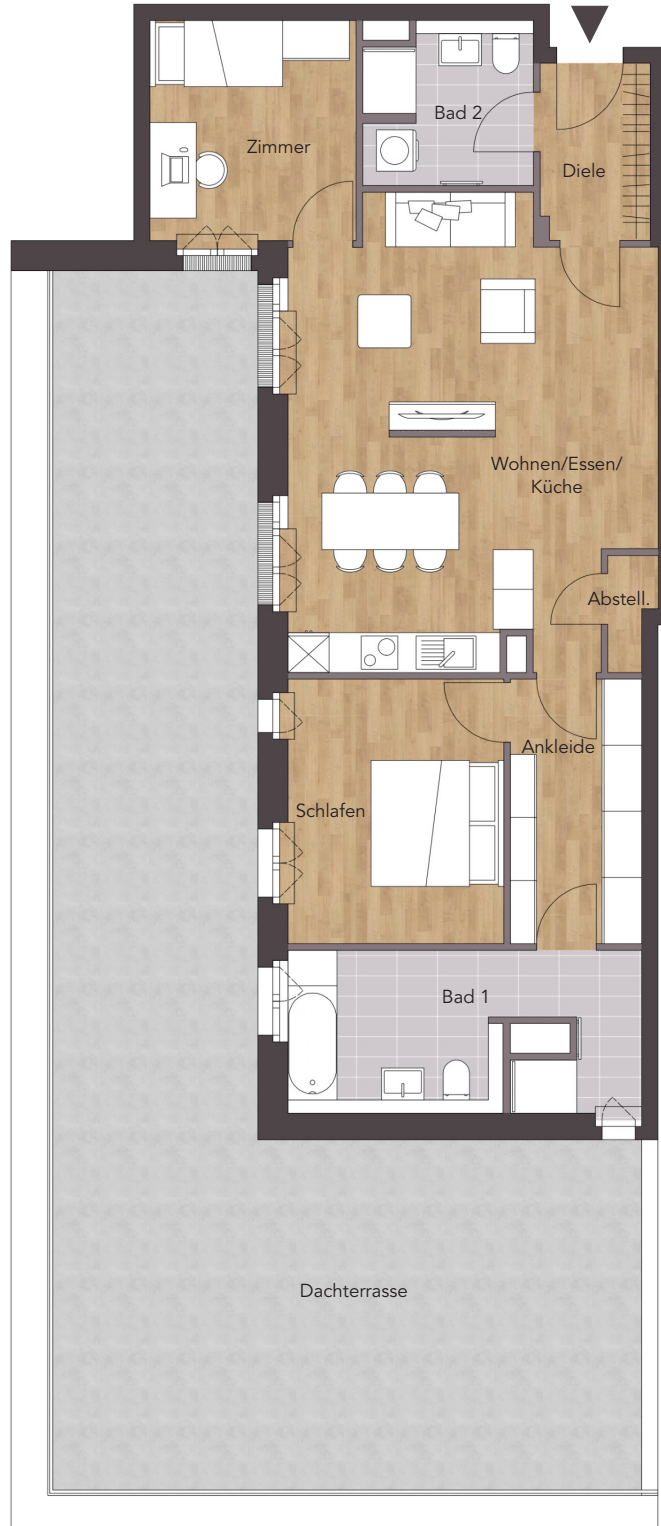 Bad 2
Zimmer
Diele
Wohnen/Essen/
Küche
Abstell.
Ankleide
Schlafen
Bad 1
Dachterrasse